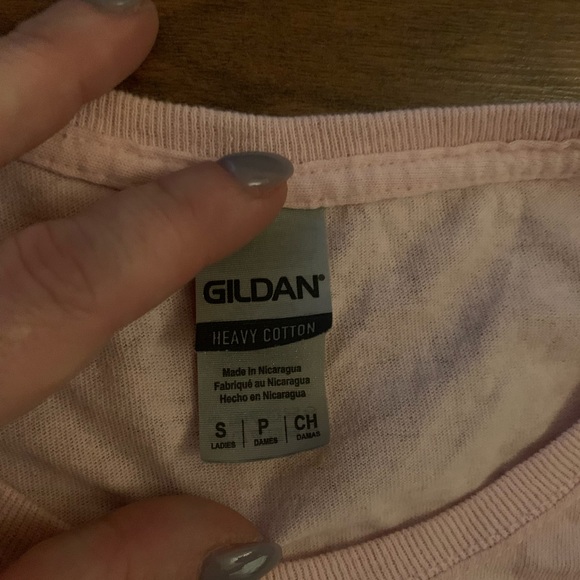 GILDAN®
HEAVY COTTON
Made in Nicaragua
Fabriqué au Nicaragua
Hecho en Nicaragua
S | P | CH
LADIES DAMES DAMAS